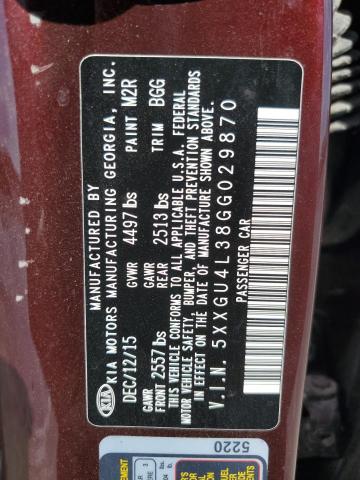 KIA
MANUFACTURED BY
KIA MOTORS MANUFACTURING GEORGIA, INC.
DEC/12/15 GVWR 4497 lbs PAINT M2R
GAWR FRONT 2557 lbs GAWR REAR 2513 lbs TRIM BGG
THIS VEHICLE CONFORMS TO ALL APPLICABLE U.S.A. FEDERAL
MOTOR VEHICLE SAFETY, BUMPER, AND THEFT PREVENTION STANDARDS
IN EFFECT ON THE DATE OF MANUFACTURE SHOWN ABOVE.
V.I.N. 5XXGU4L38GG029870
PASSENGER CAR
5220